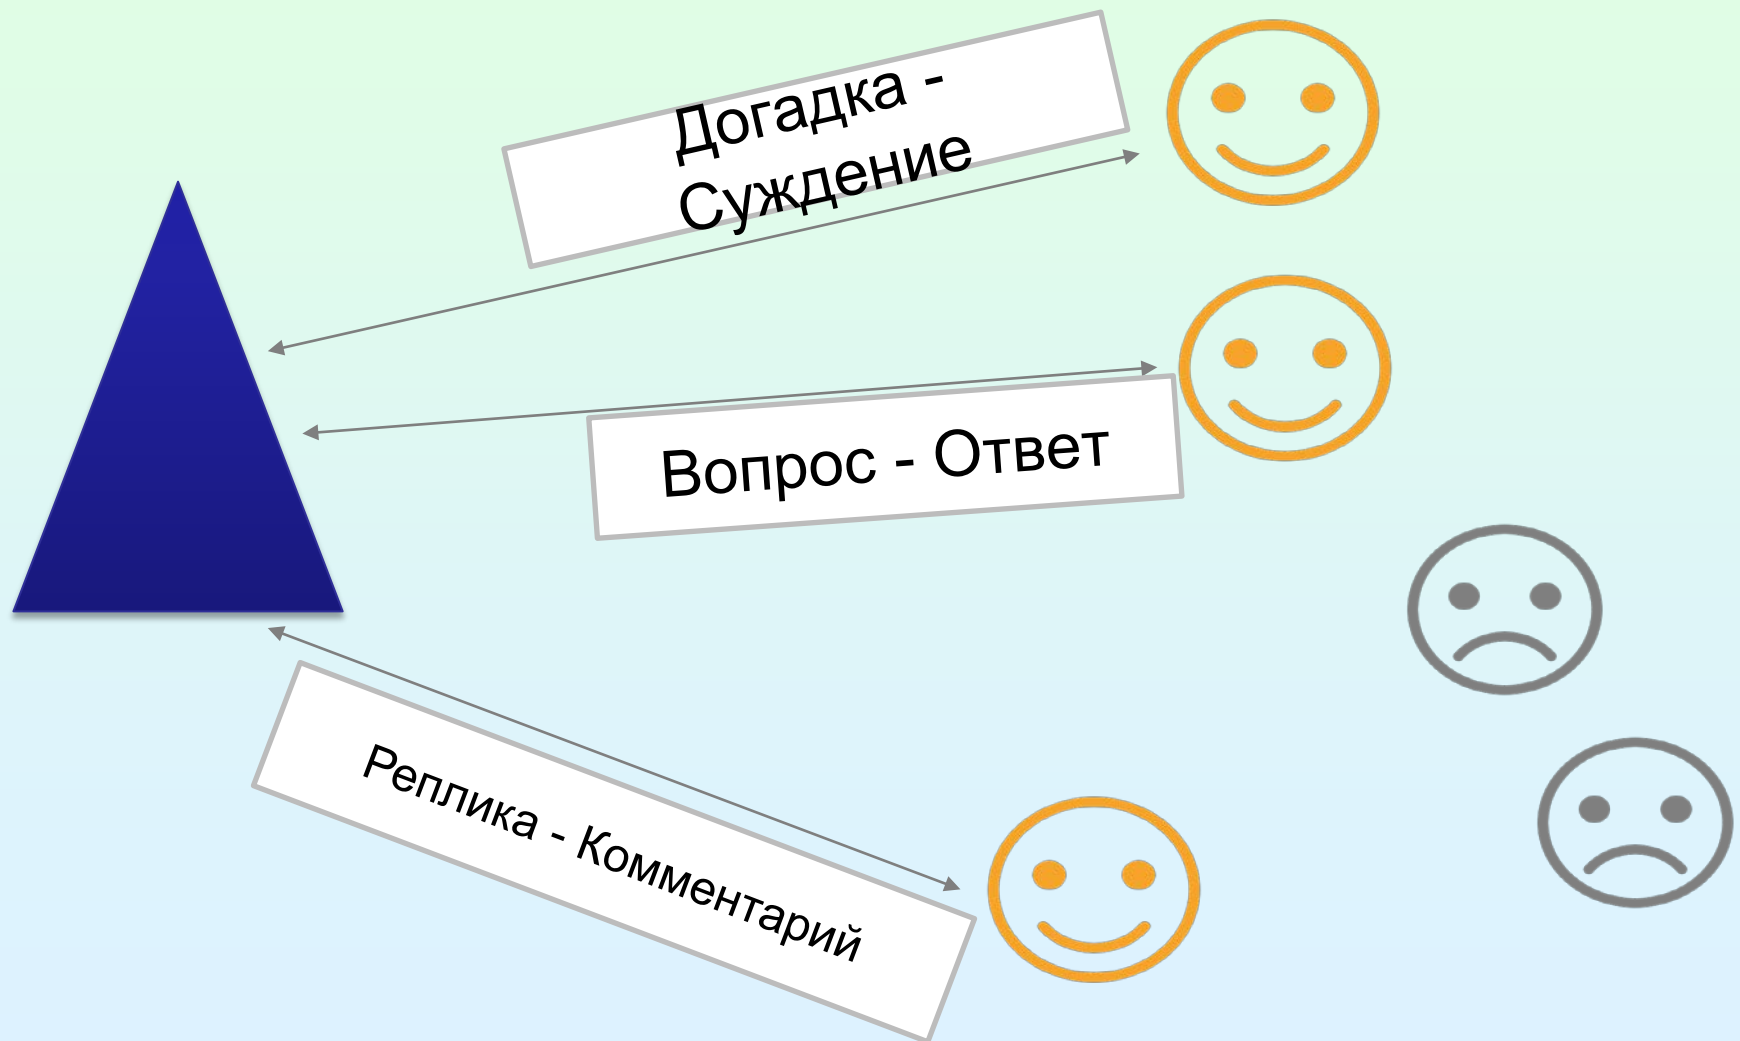 Догадка -
Суждение
Вопрос - Ответ
Реплика - Комментарий